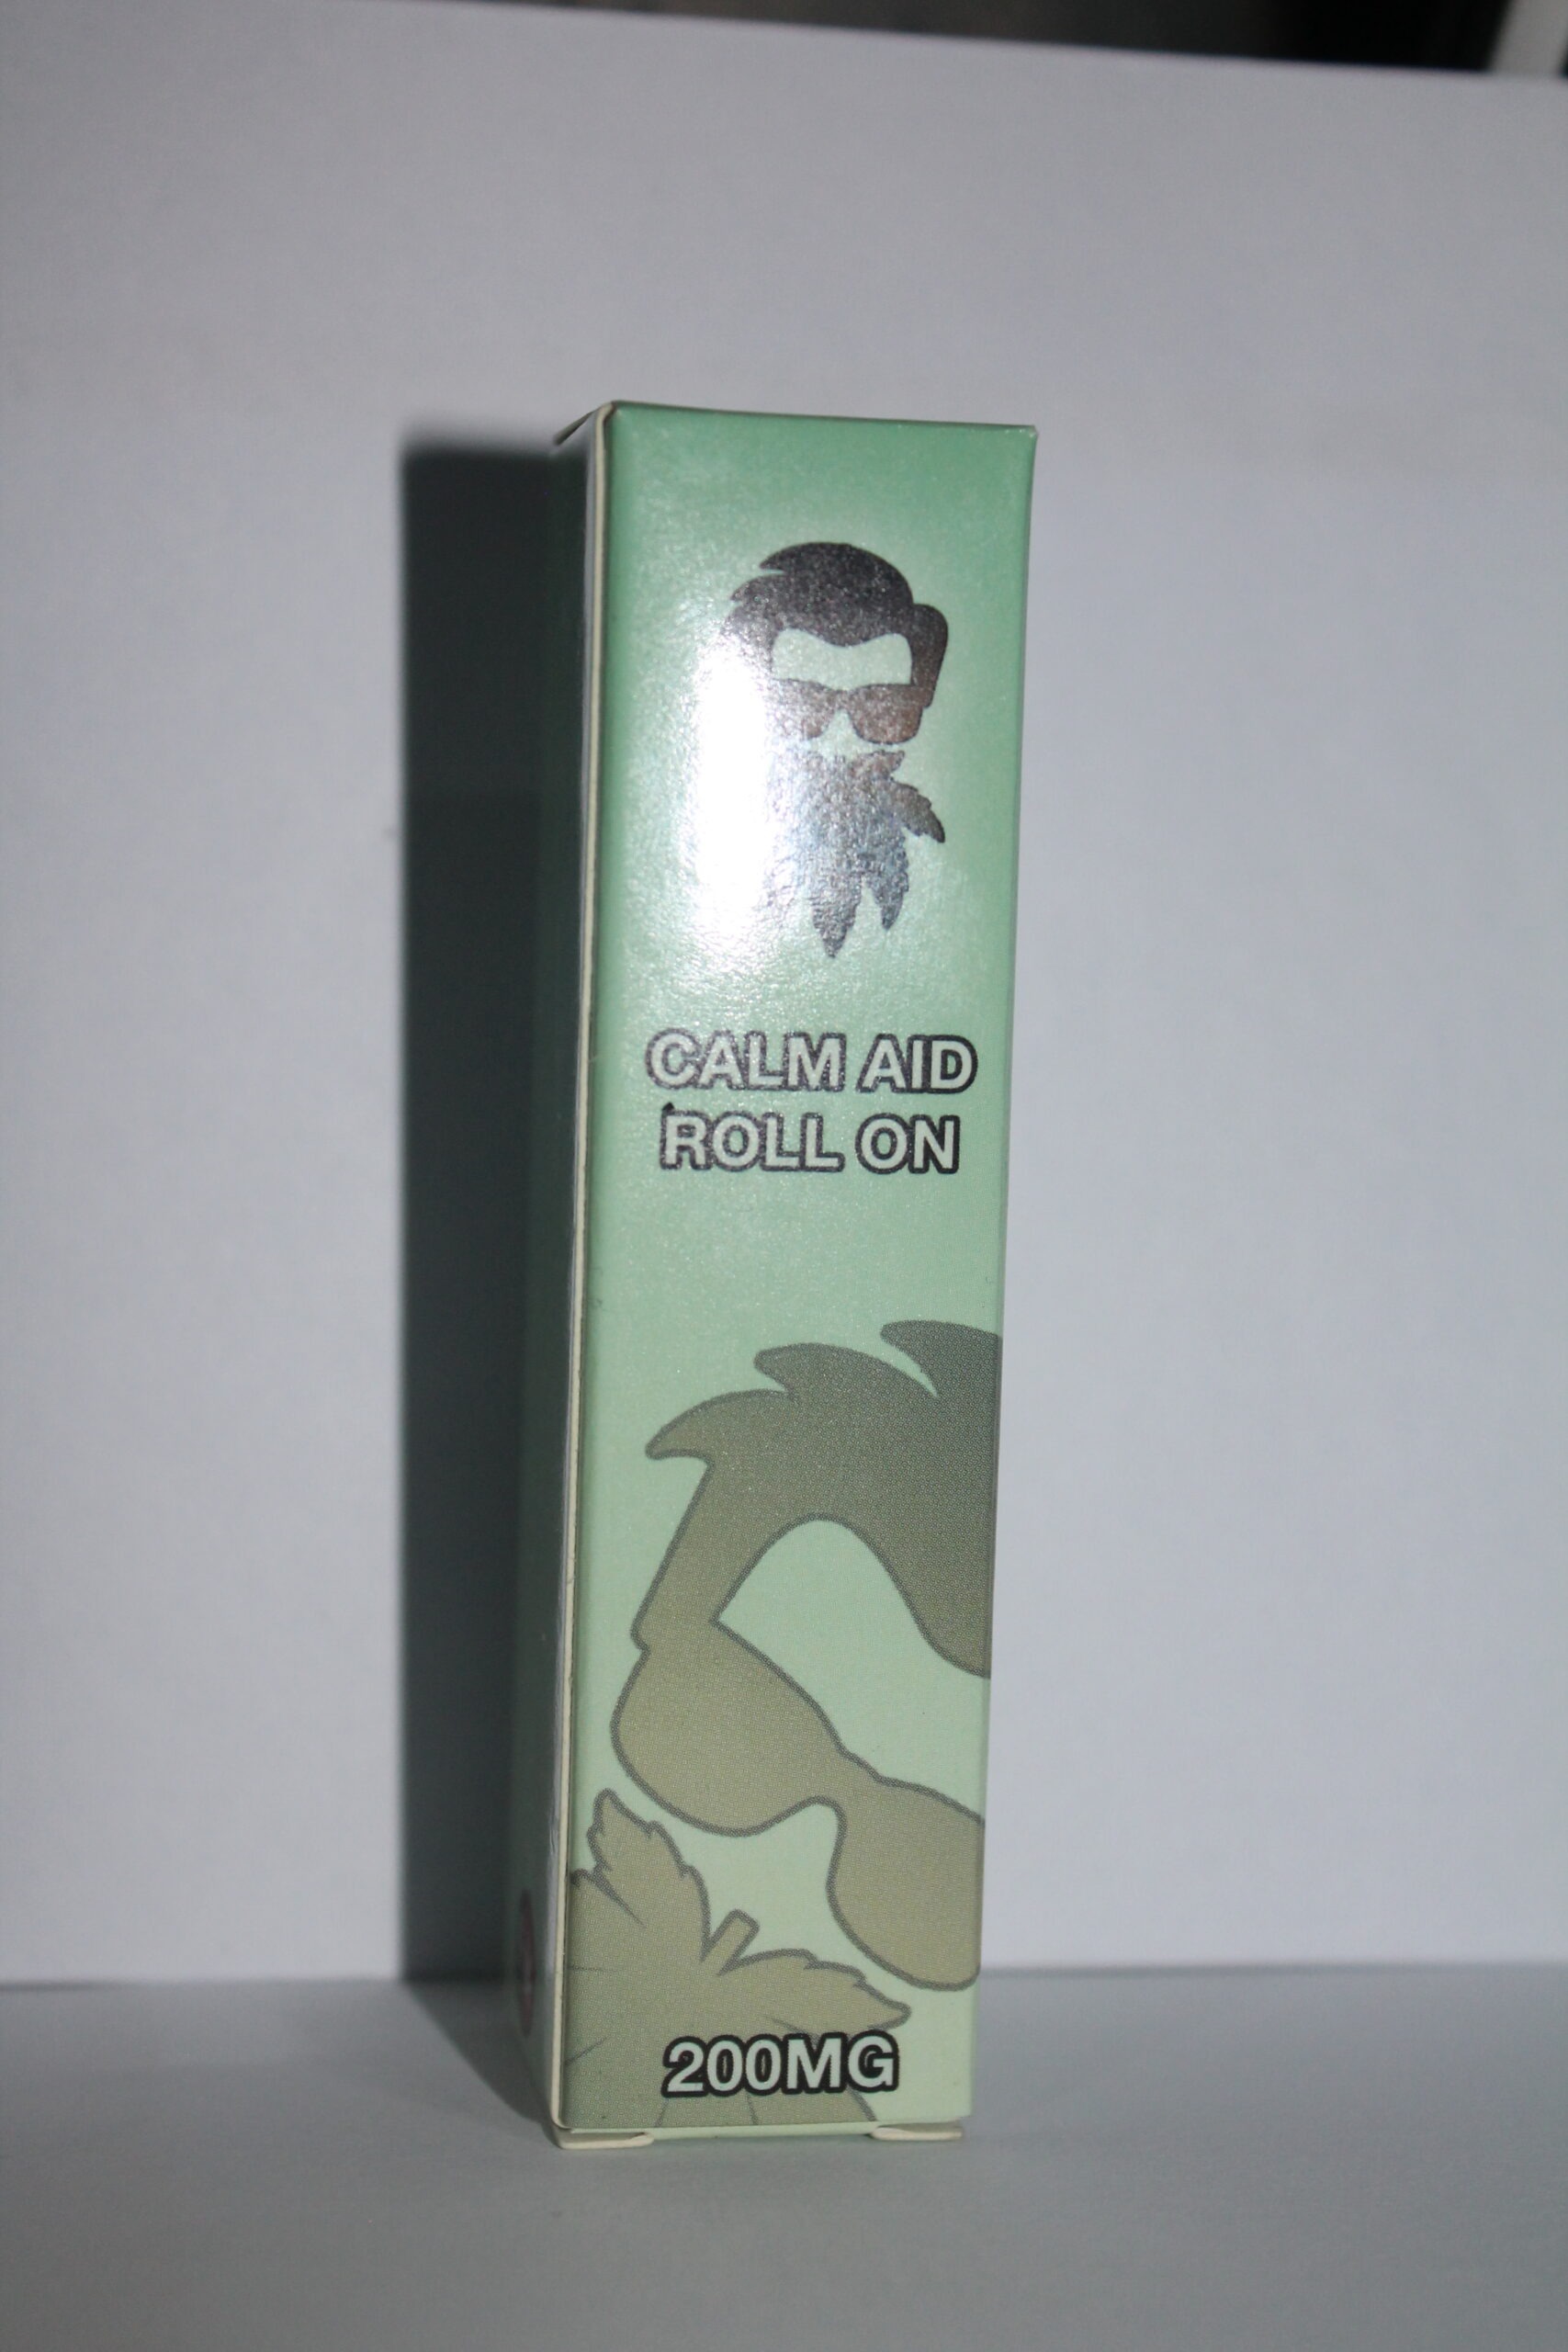 CALM AID
ROLL ON
200MG